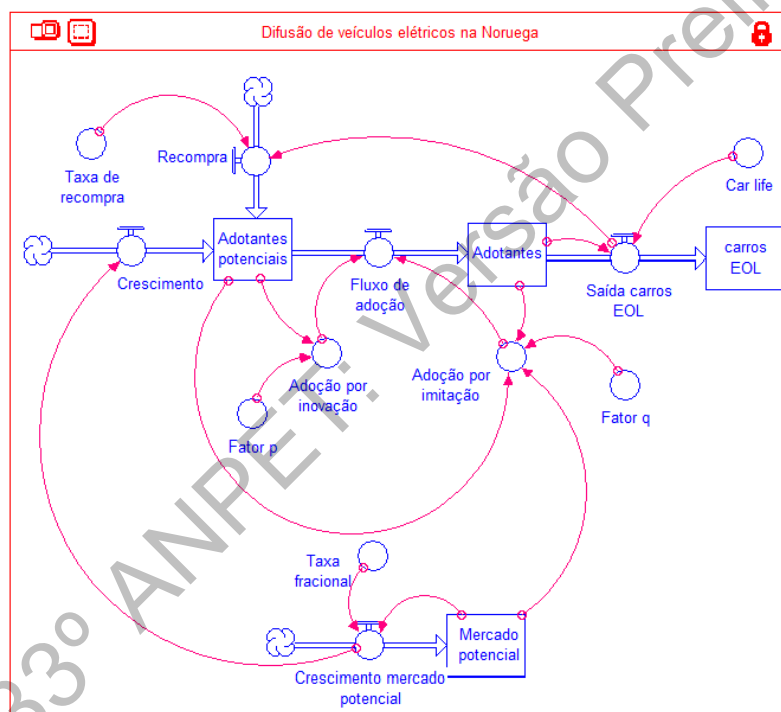 Difusão de veículos elétricos na Noruega
Taxa de
recompra
Recompra
Car life
Adotantes
potenciais
Crescimento
Fluxo de
adoção
Adotantes
Saída carros
EOL
carros
EOL
Adoção por
inovação
Fator p
Adoção por
imitação
Fator q
Taxa
fracional
Mercado
potencial
Crescimento mercado
potencial
33º ANPET: Versão